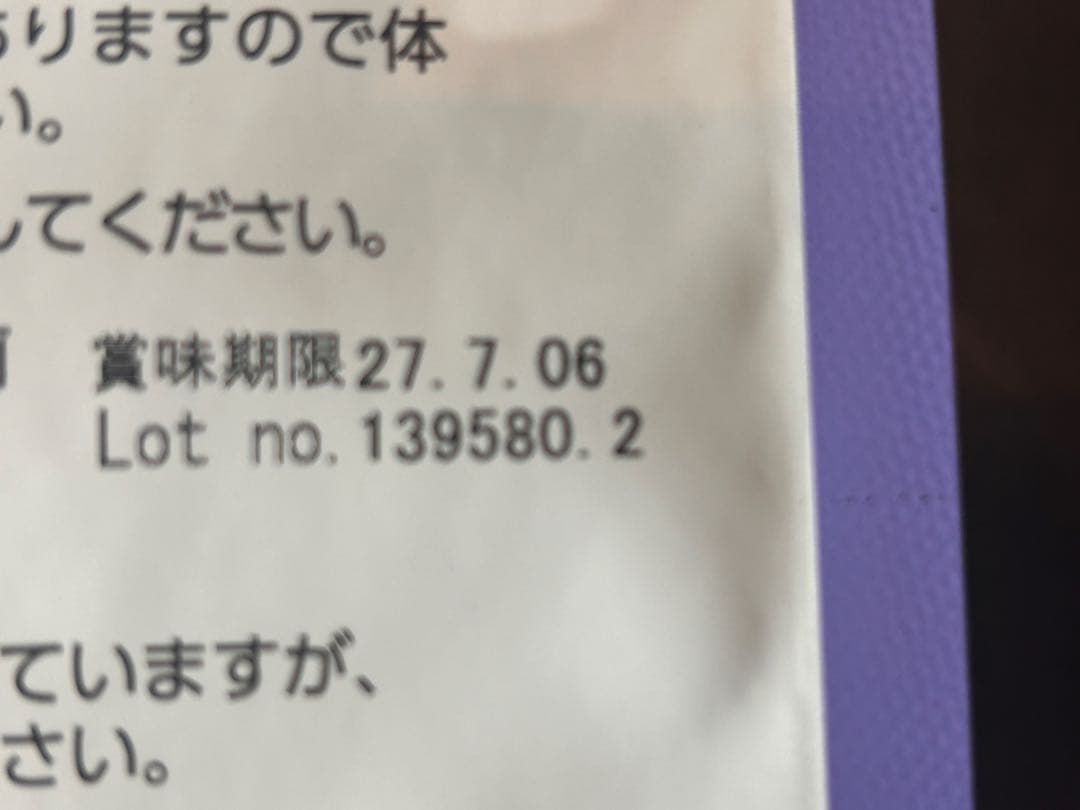 りますので体
い。
してください。
賞味期限27.7.06
Lot no.139580.2
ていますが、
さい。